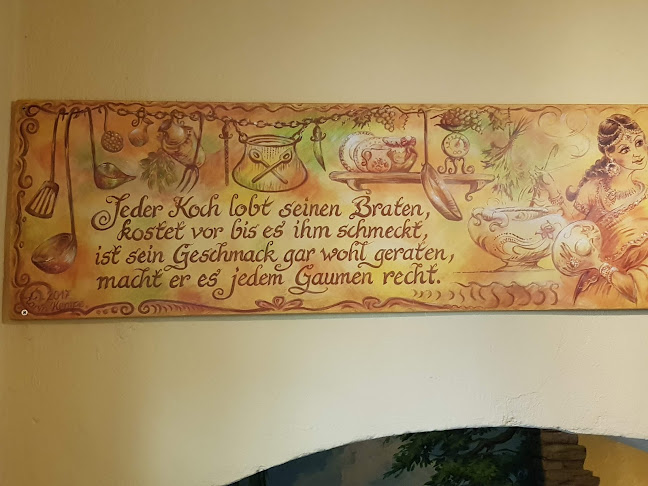 Jeder Koch lobt seinen Braten,
kostet vor bis es ihm schmeckt,
ist sein Geschmack gar wohl geraten,
macht er es jedem Gaumen recht.
2017